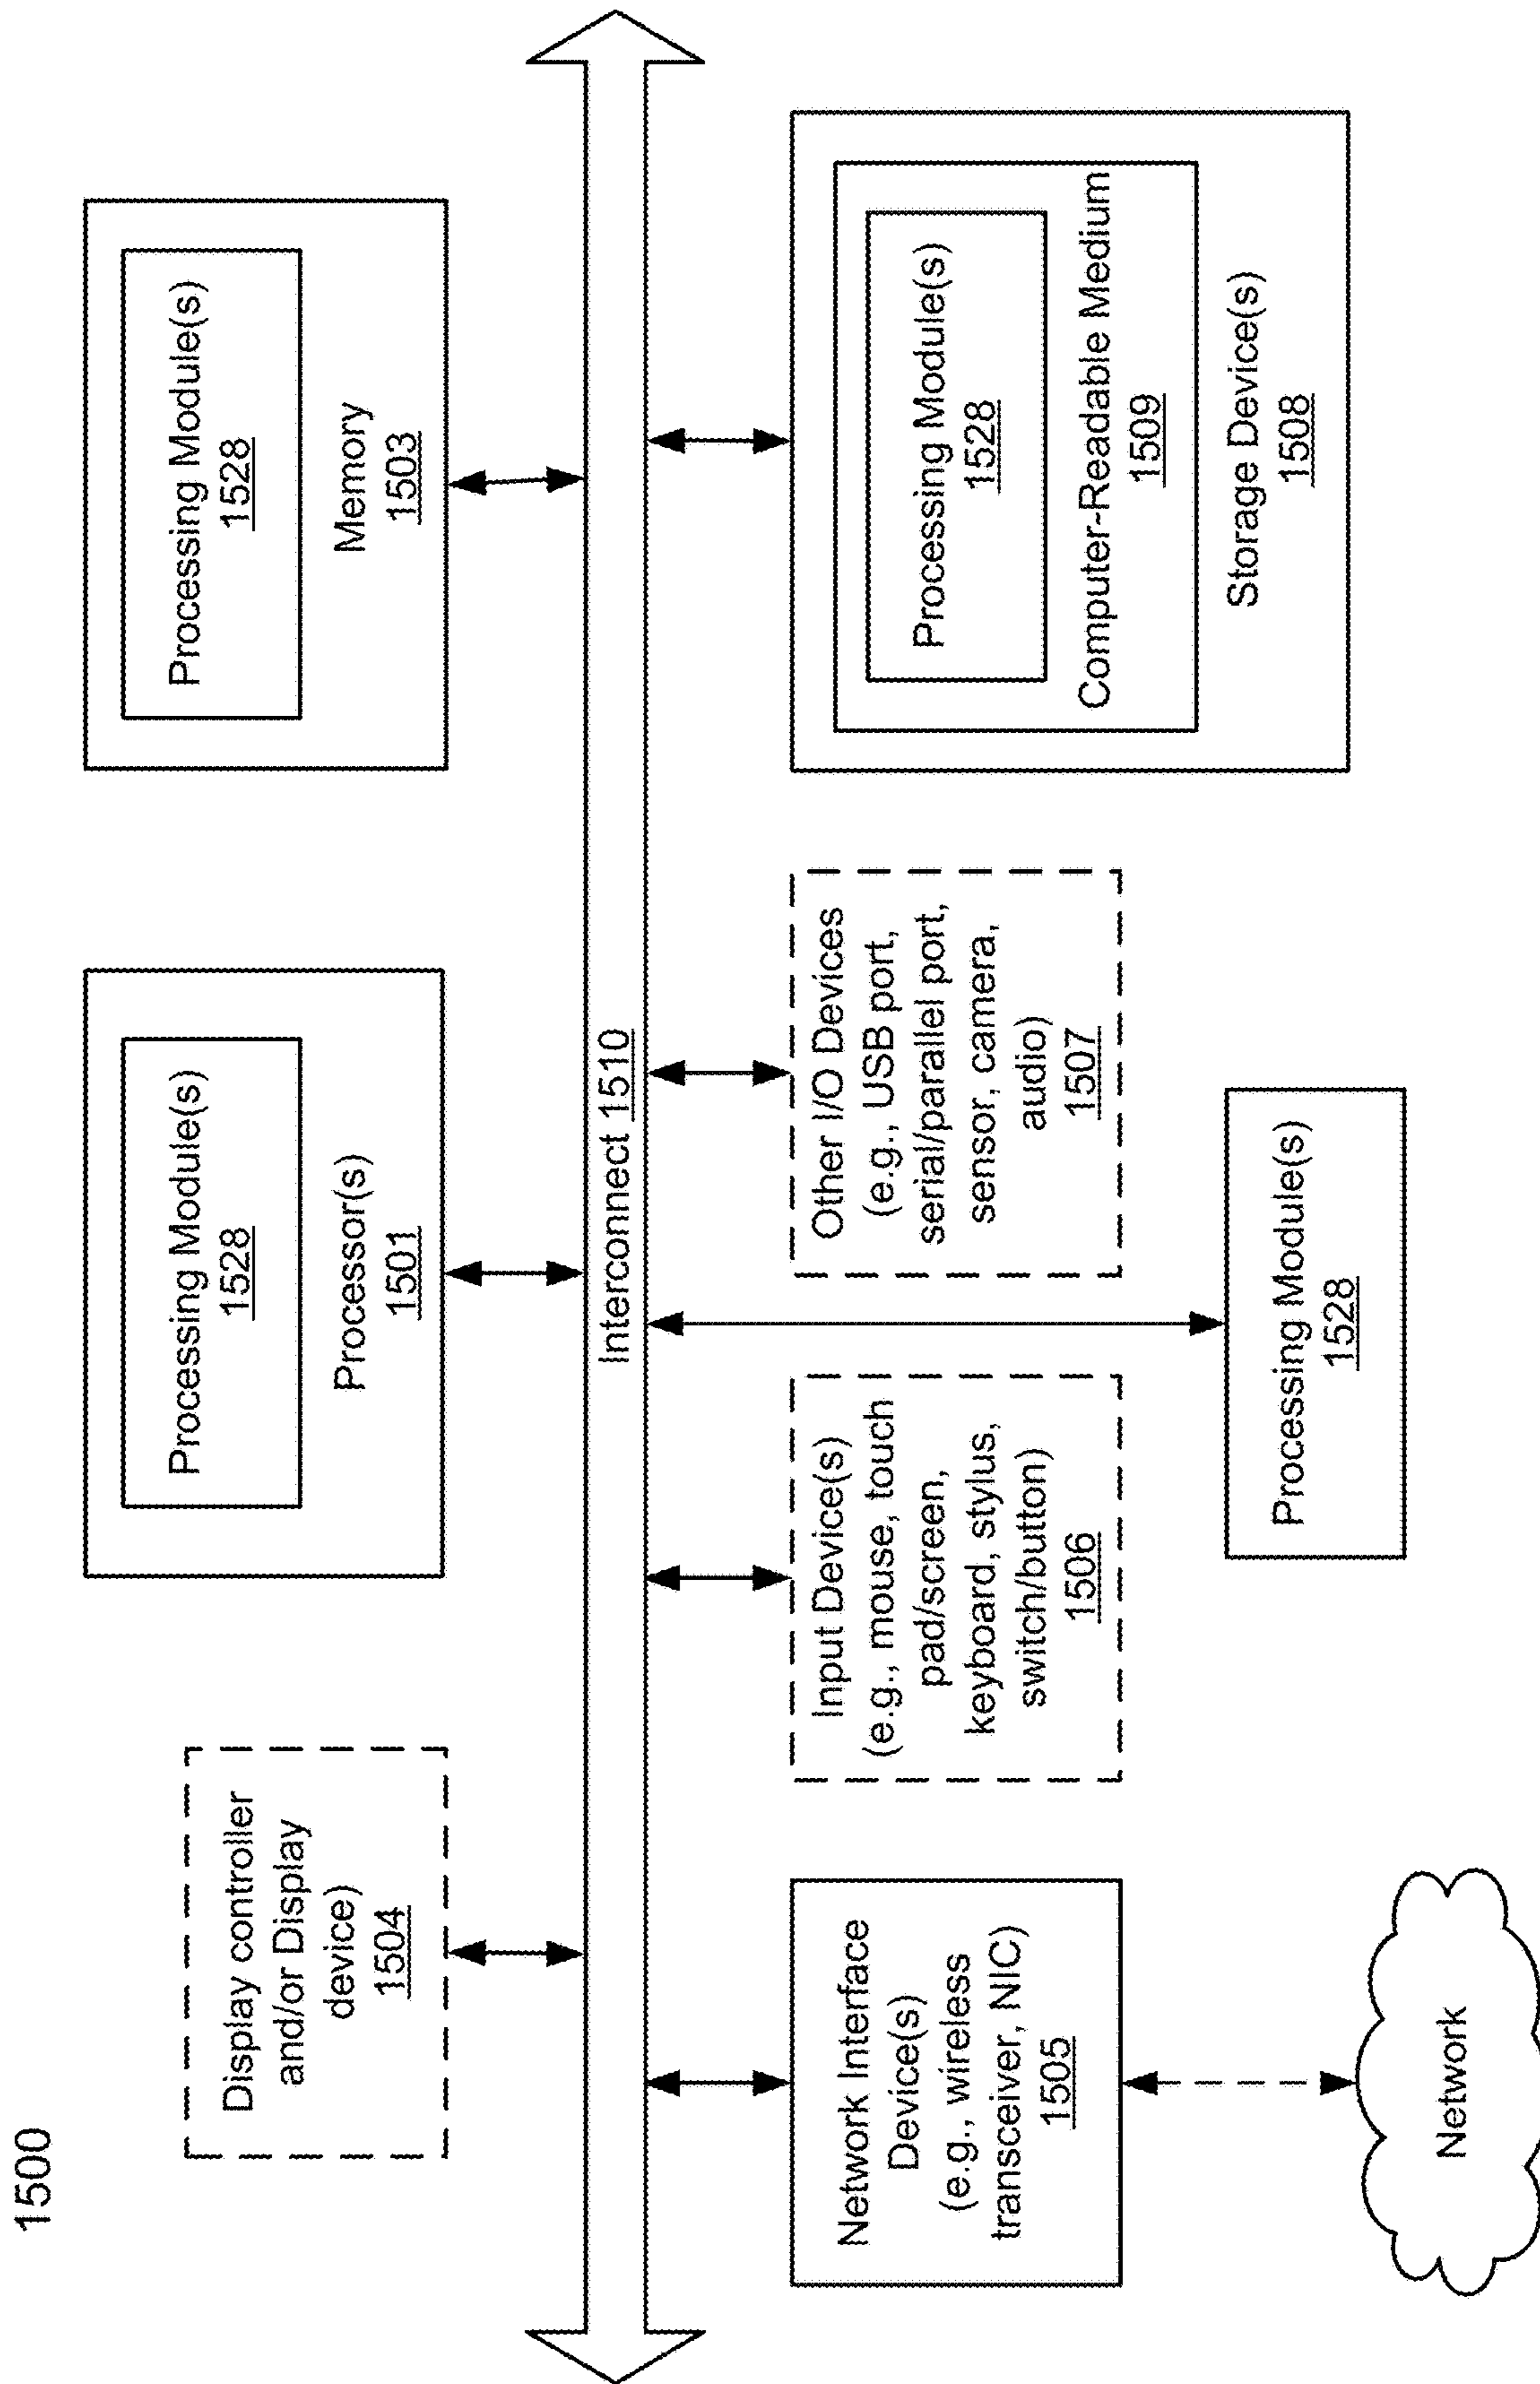 1500
Display controller
and/or Display
device)
1504
Processing Module(s)
1528
Processor(s)
1501
Processing Module(s)
1528
Memory
1503
Interconnect 1510
Network Interface
Device(s)
(e.g., wireless
transceiver, NIC)
1505
Input Device(s)
(e.g., mouse, touch
pad/screen,
keyboard, stylus,
switch/button)
1506
Other I/O Devices
(e.g., USB port,
serial/parallel port,
sensor, camera,
audio)
1507
Processing Module(s)
1528
Computer-Readable Medium
1509
Storage Device(s)
1508
Processing Module(s)
1528
Network